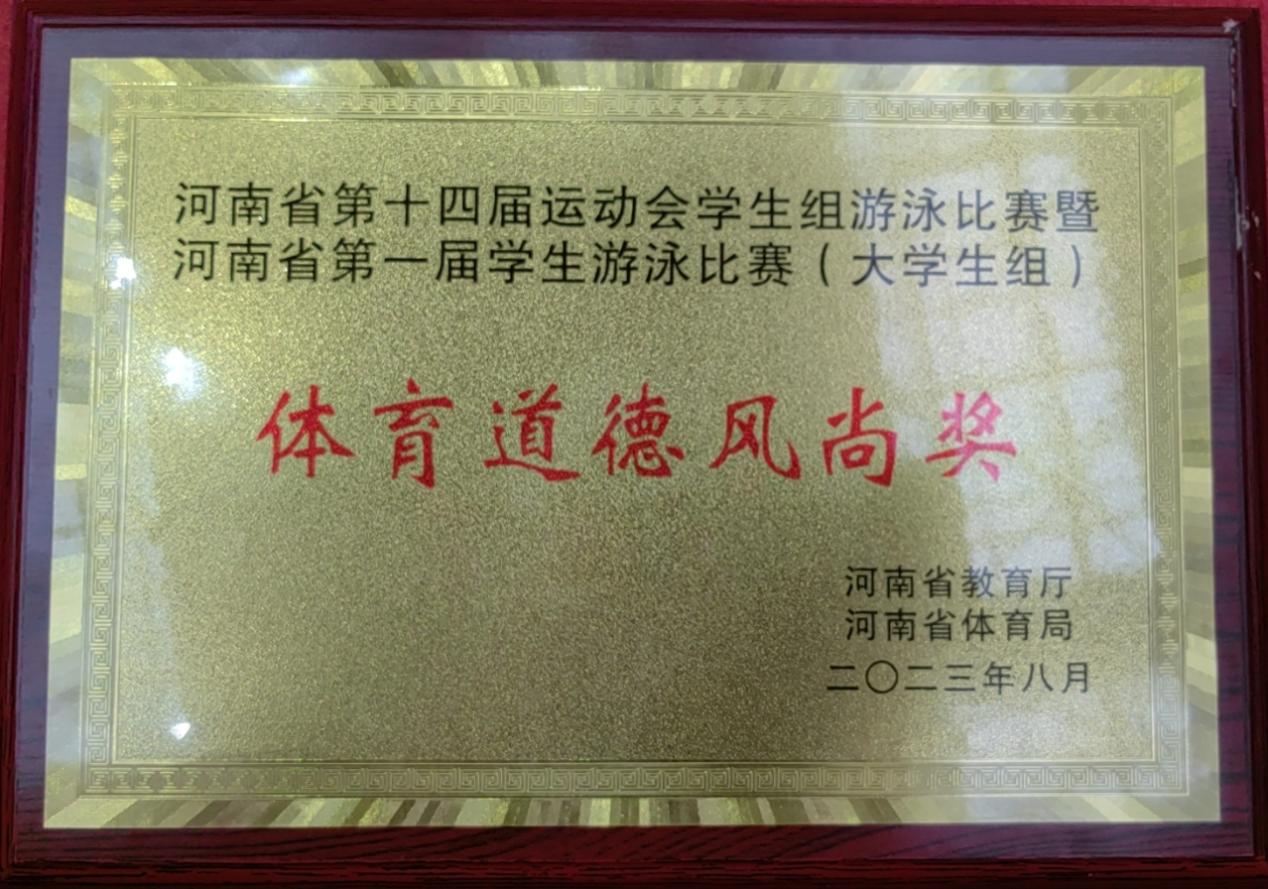 河南省第十四届运动会学生组游泳比赛暨
河南省第一届学生游泳比赛（大学生组）
体育道德风尚奖
河南省教育厅
河南省体育局
二〇二三年八月